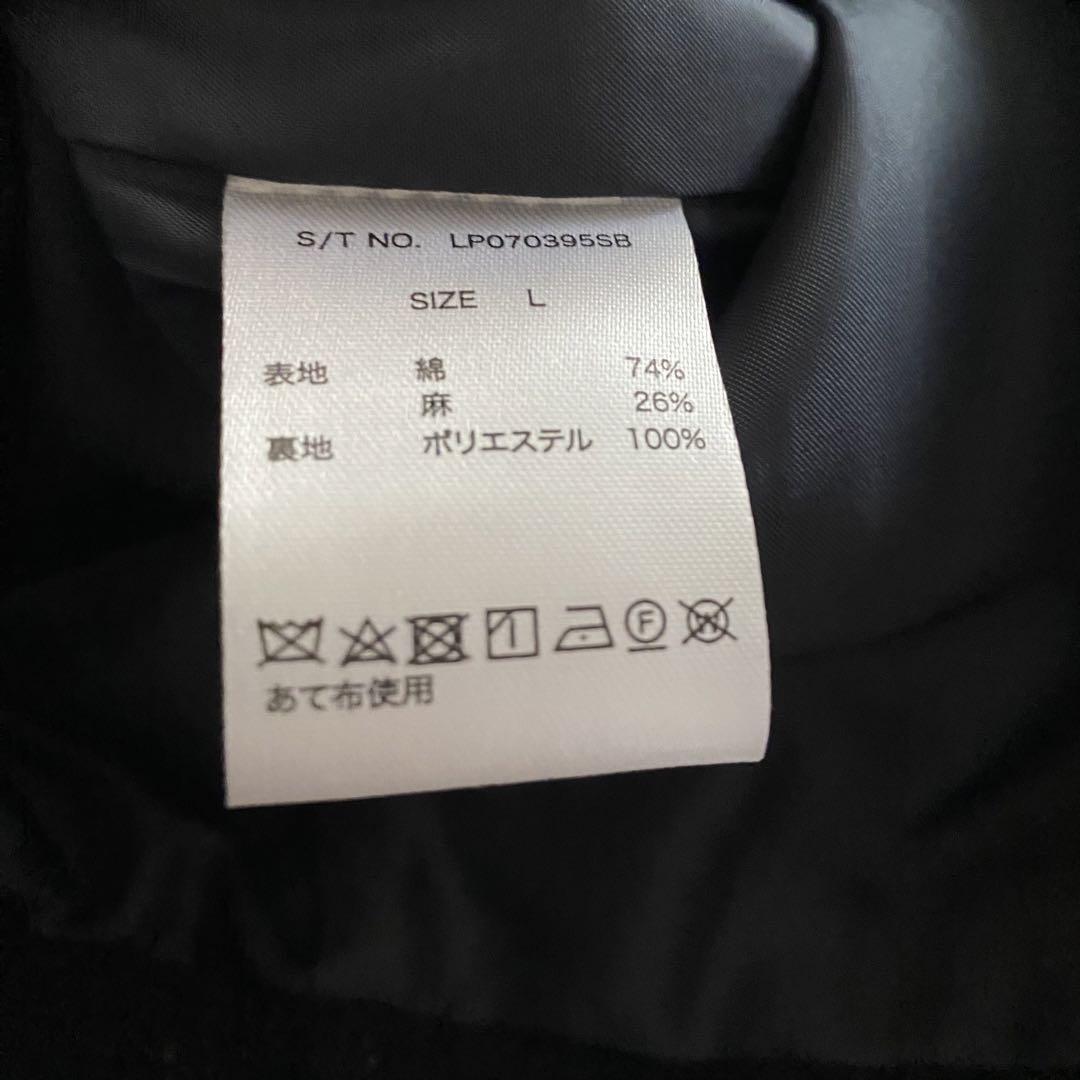 S/T NO. LP070395SB
SIZE L
表地 綿 74%
麻 26%
裏地 ポリエステル 100%
F W
あて布使用